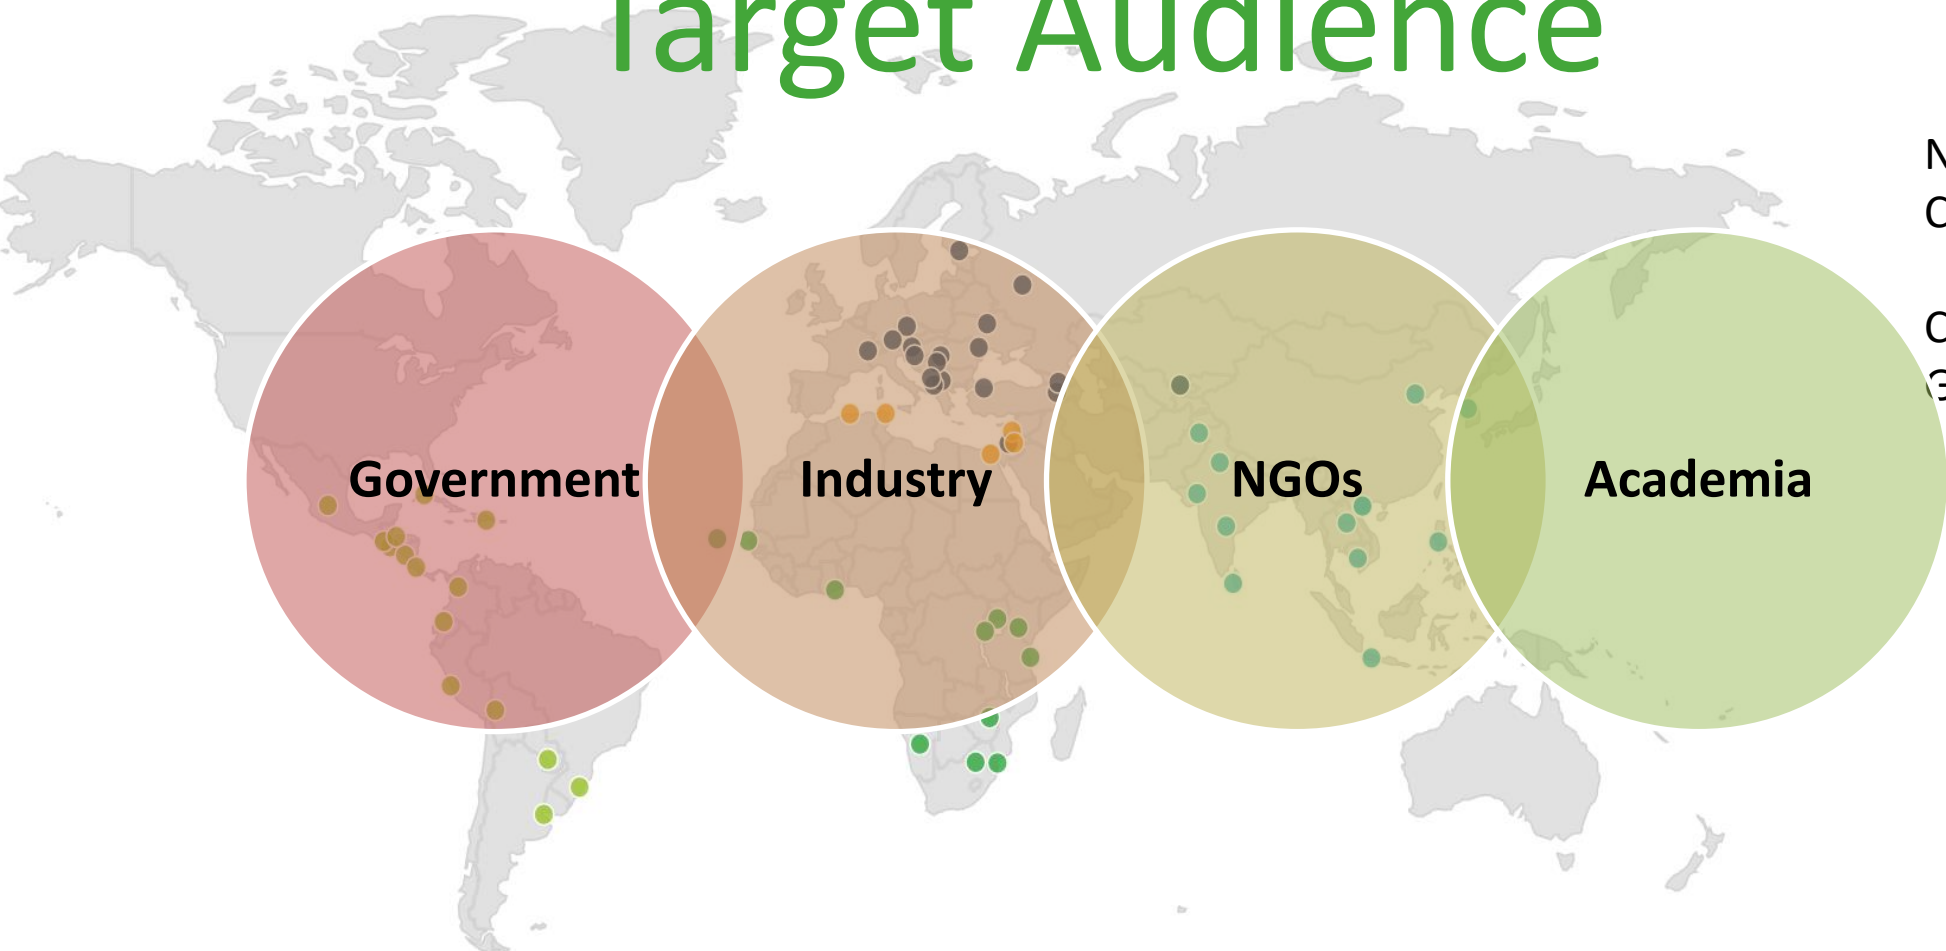 Target Audience
Government
Industry
NGOs
Academia